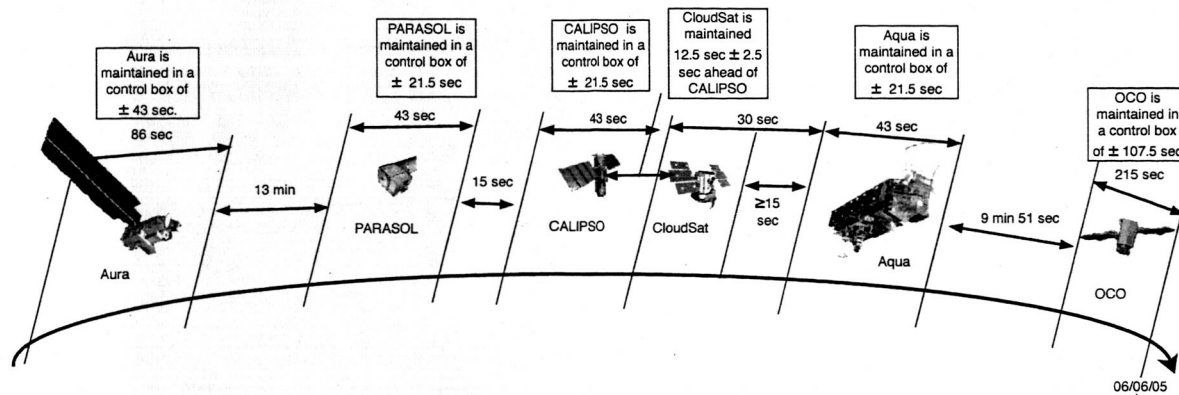 Aura is
maintained in a
control box of
± 43 sec.
86 sec
PARASOL is
maintained in a
control box of
± 21.5 sec
43 sec
CALIPSO is
maintained in a
control box of
± 21.5 sec
43 sec
CloudSat is
maintained
12.5 sec ± 2.5
sec ahead of
CALIPSO
30 sec
Aqua is
maintained in a
control box of
± 21.5 sec
43 sec
OCO is
maintained in
a control box
of ± 107.5 sec
215 sec
13 min
15 sec
≥15
sec
9 min 51 sec
Aura
PARASOL
CALIPSO
CloudSat
Aqua
OCO
06/06/05